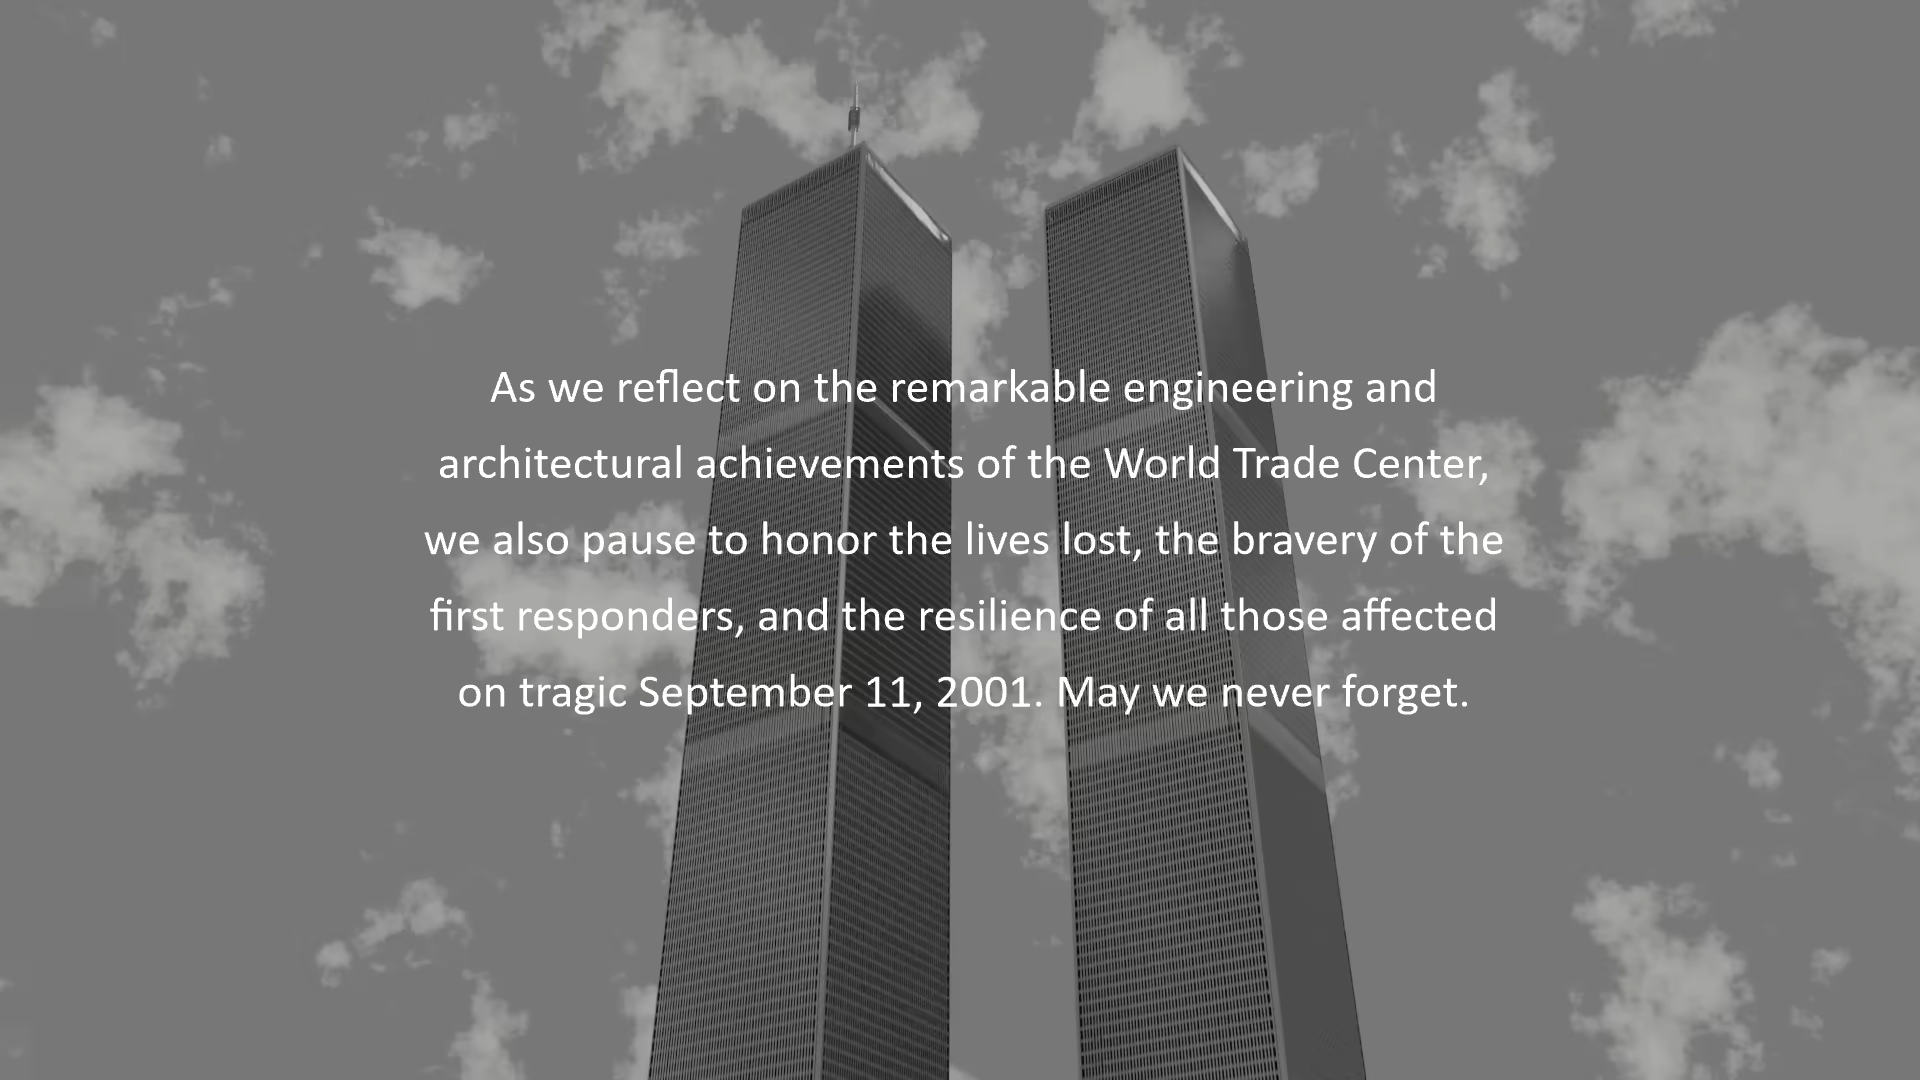 As we reflect on the remarkable engineering and
architectural achievements of the World Trade Center,
we also pause to honor the lives lost, the bravery of the
first responders, and the resilience of all those affected
on tragic September 11, 2001. May we never forget.